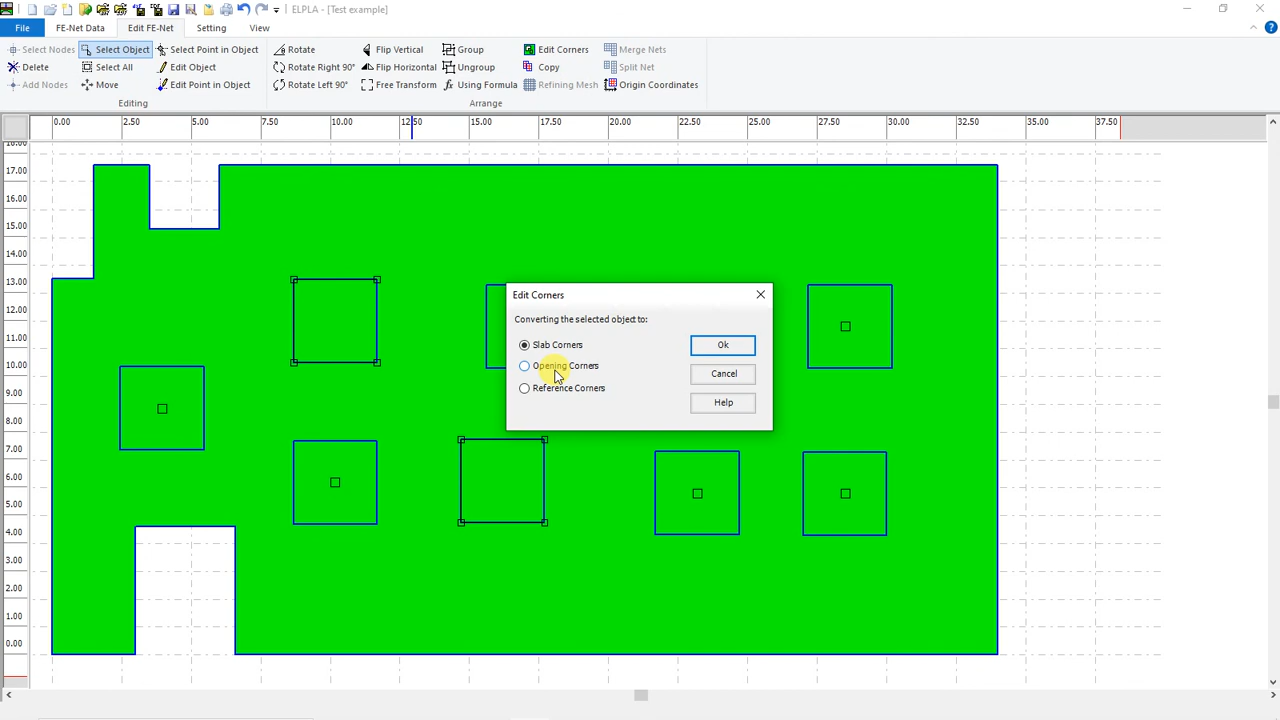 ELPLA - [Test example]
File FE-Net Data Edit FE-Net Setting View
Select Nodes Select Object Select Point in Object Rotate Flip Vertical Group Edit Corners Merge Nets
Delete Select All Edit Object Rotate Right 90° Flip Horizontal Ungroup Copy Split Net
Add Nodes Move Edit Point in Object Rotate Left 90° Free Transform Using Formula Refining Mesh Origin Coordinates
Editing Arrange
0.00 2.50 5.00 7.50 10.00 12.50 15.00 17.50 20.00 22.50 25.00 27.50 30.00 32.50 35.00 37.50
18.00
17.00
16.00
15.00
14.00
13.00
12.00
11.00
10.00
9.00
8.00
7.00
6.00
5.00
4.00
3.00
2.00
1.00
0.00
Edit Corners
Converting the selected object to:
Slab Corners Ok
Opening Corners Cancel
Reference Corners Help